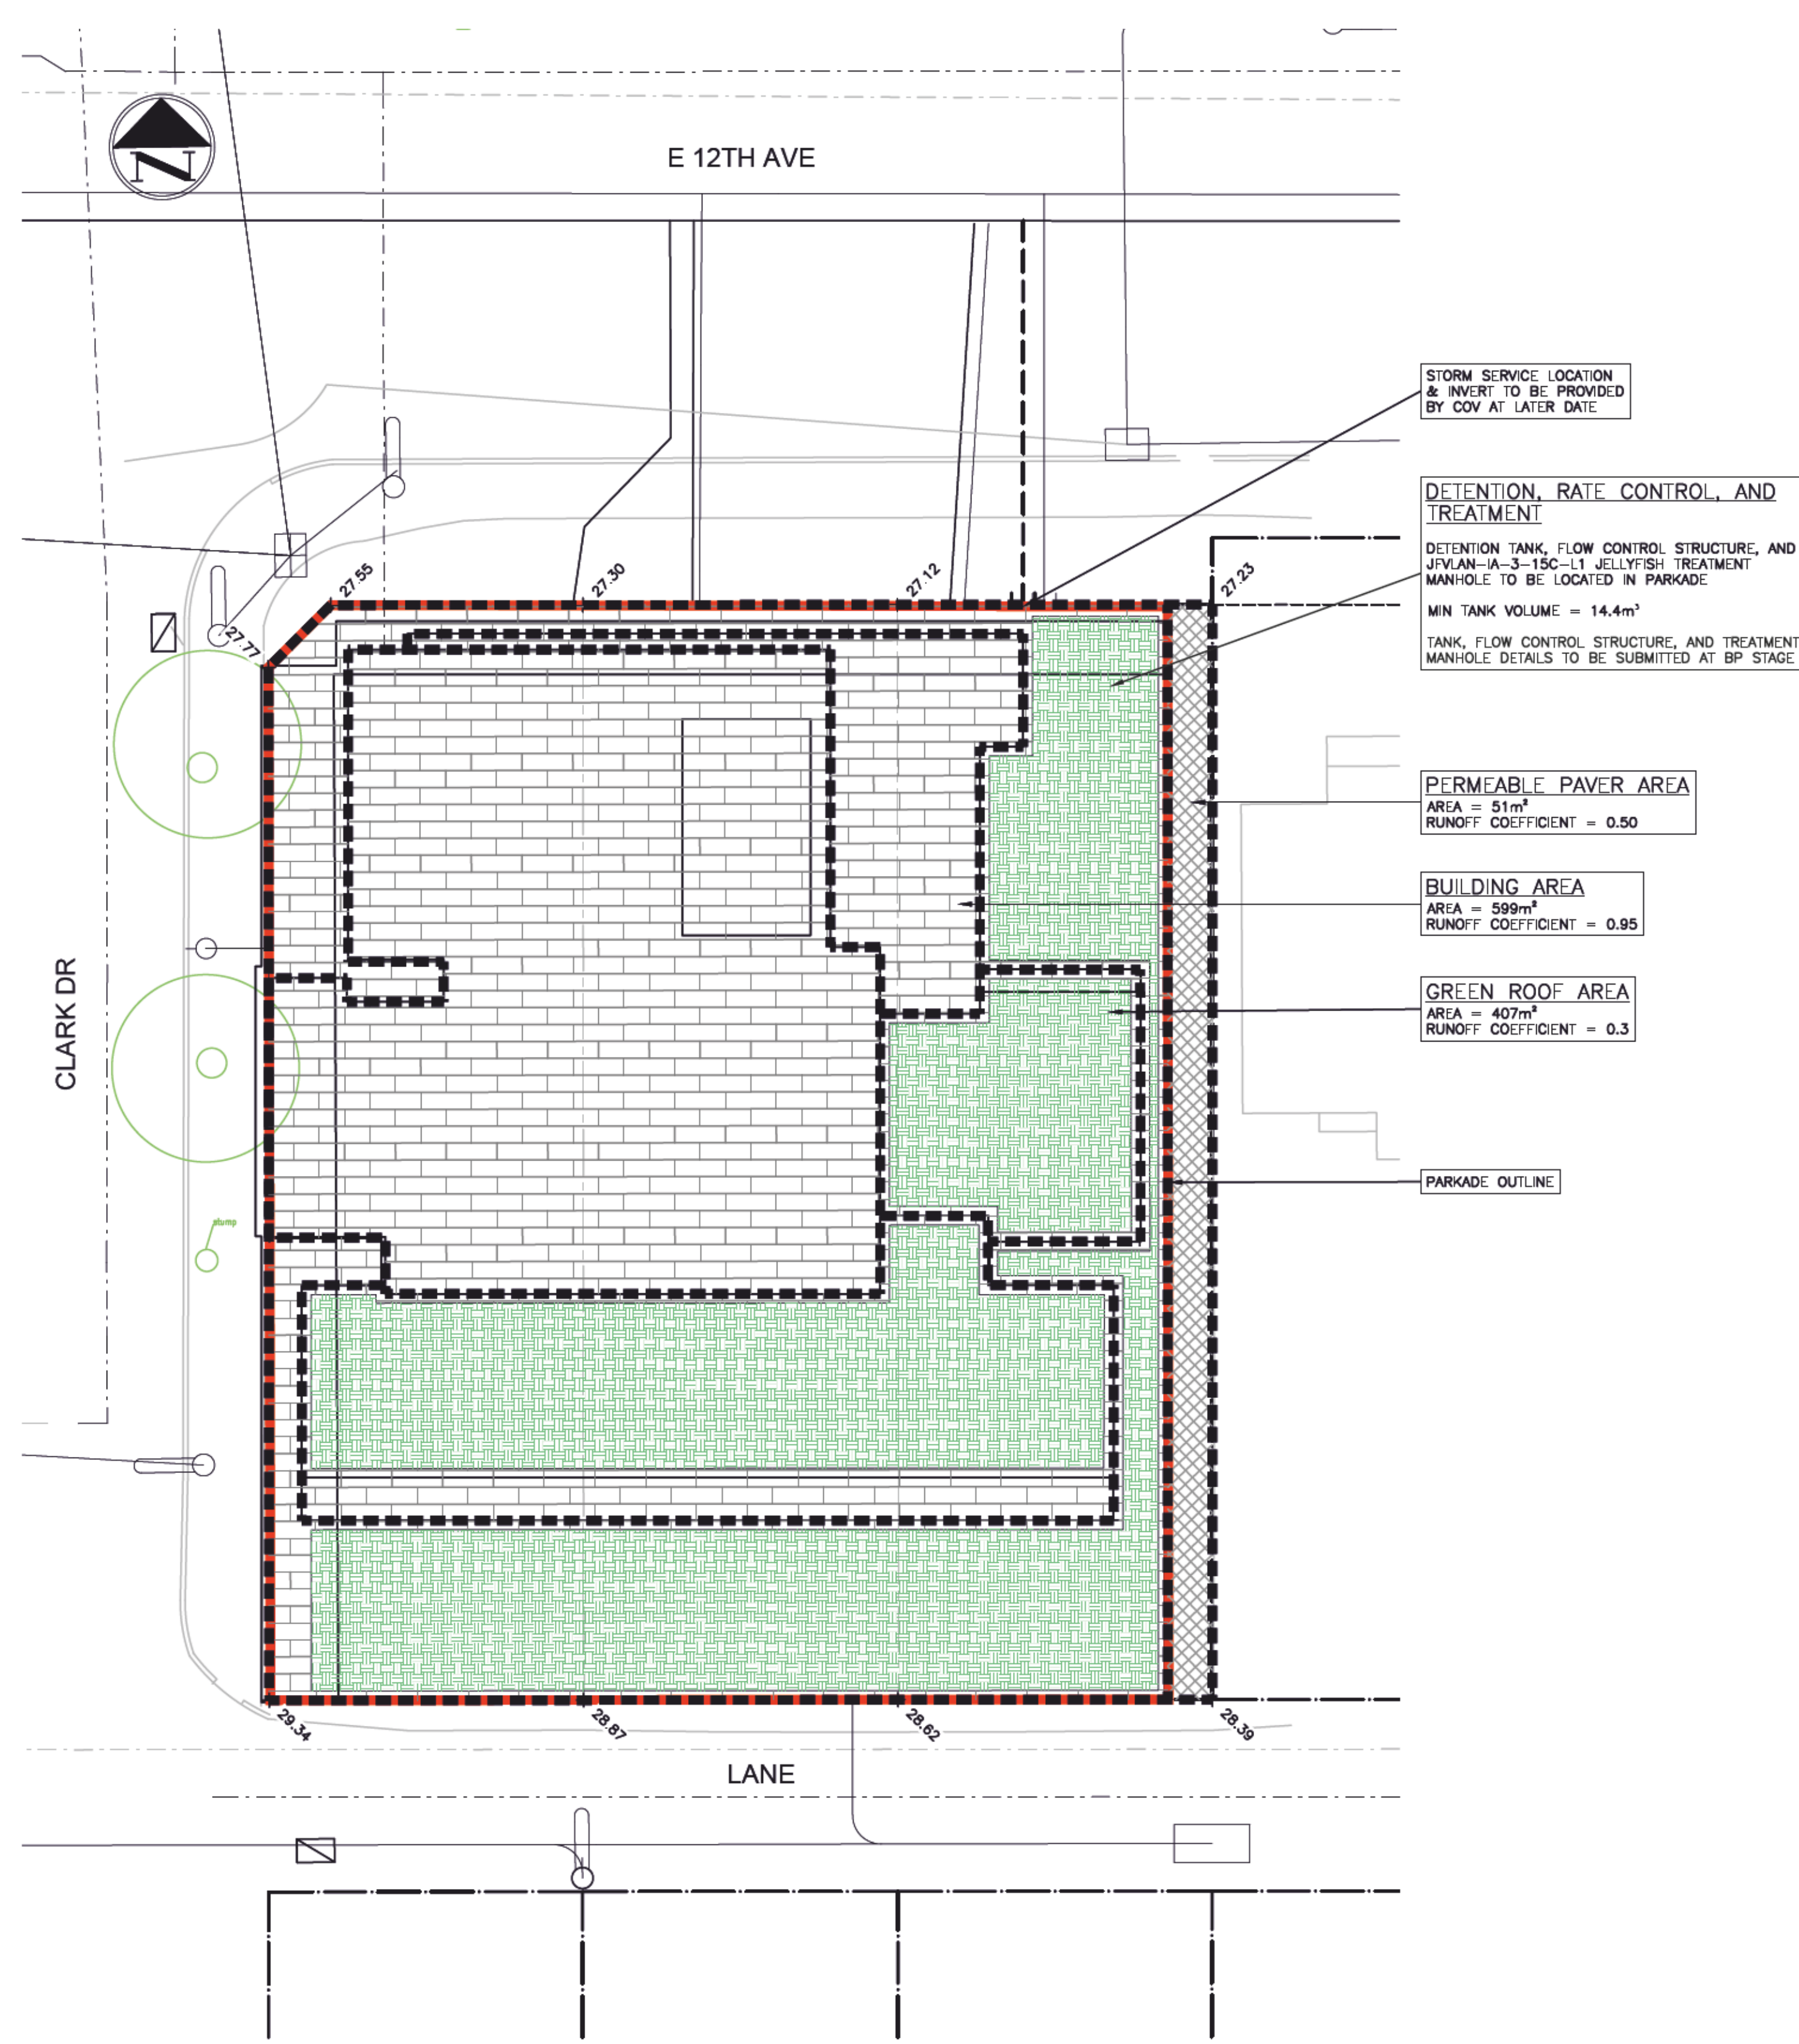 N
E 12TH AVE
STORM SERVICE LOCATION
& INVERT TO BE PROVIDED
BY COV AT LATER DATE
DETENTION, RATE CONTROL, AND
TREATMENT
DETENTION TANK, FLOW CONTROL STRUCTURE, AND
JFVLAN-IA-3-15C-L1 JELLYFISH TREATMENT
MANHOLE TO BE LOCATED IN PARKADE
MIN TANK VOLUME = 14.4m³
TANK, FLOW CONTROL STRUCTURE, AND TREATMENT
MANHOLE DETAILS TO BE SUBMITTED AT BP STAGE
27.77
27.55
27.30
27.12
27.23
PERMEABLE PAVER AREA
AREA = 51m²
RUNOFF COEFFICIENT = 0.50
BUILDING AREA
AREA = 599m²
RUNOFF COEFFICIENT = 0.95
GREEN ROOF AREA
AREA = 407m²
RUNOFF COEFFICIENT = 0.3
CLARK DR
PARKADE OUTLINE
stump
29.34
28.87
28.62
28.39
LANE